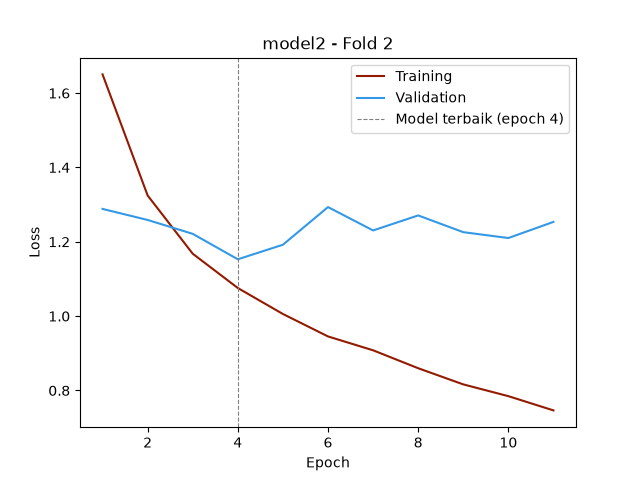 model2 - Fold 2
Training
Validation
Model terbaik (epoch 4)
Loss
1.6
1.4
1.2
1.0
0.8
2 4 6 8 10
Epoch